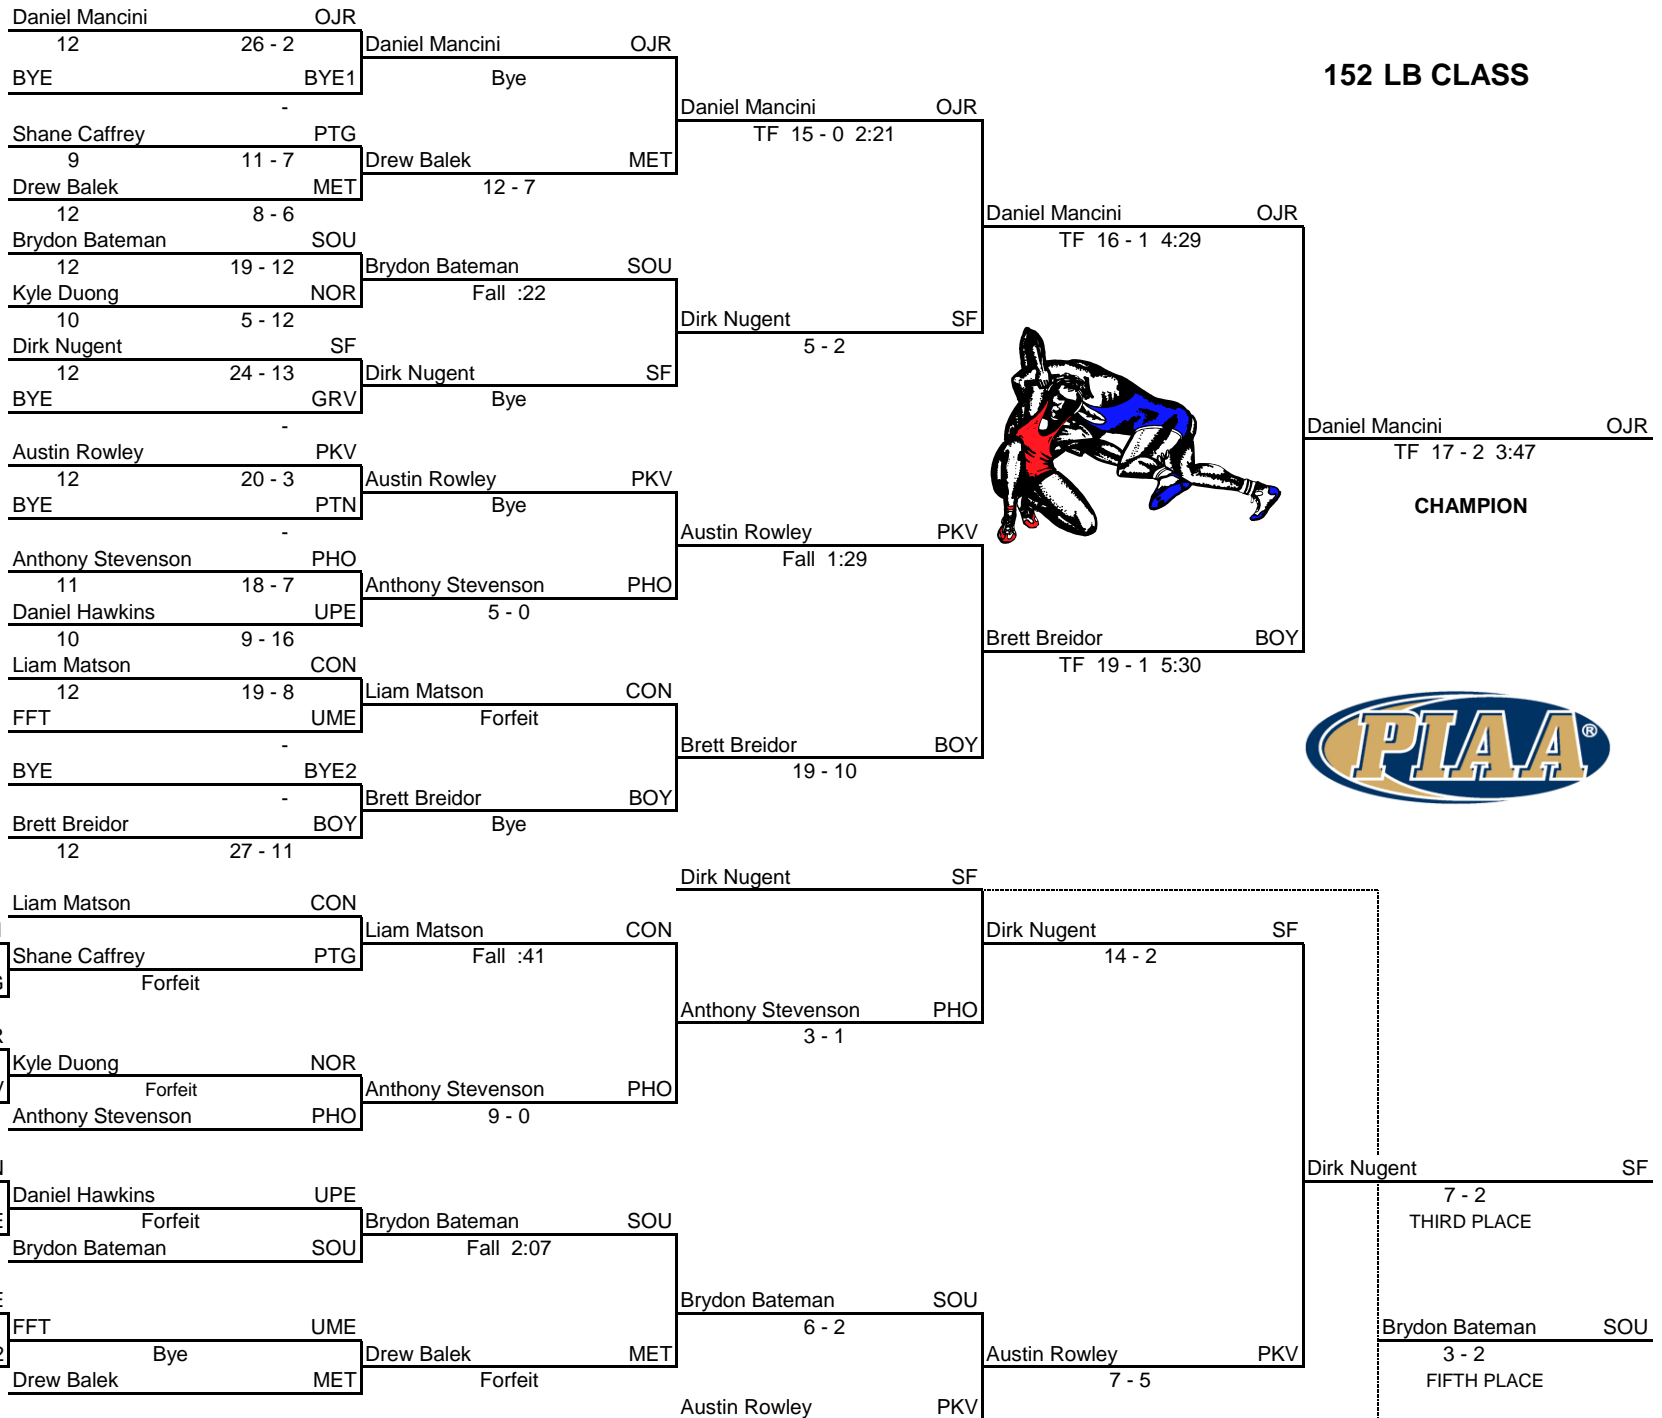 Daniel Mancini OJR
12 26 - 2
BYE BYE1
-
Shane Caffrey PTG
9 11 - 7
Drew Balek MET
12 8 - 6
Brydon Bateman SOU
12 19 - 12
Kyle Duong NOR
10 5 - 12
Dirk Nugent SF
12 24 - 13
BYE GRV
-
Austin Rowley PKV
12 20 - 3
BYE PTN
-
Anthony Stevenson PHO
11 18 - 7
Daniel Hawkins UPE
10 9 - 16
Liam Matson CON
12 19 - 8
FFT UME
-
BYE BYE2
-
Brett Breidor BOY
12 27 - 11
Daniel Mancini OJR
Bye
Drew Balek MET
12 - 7
Brydon Bateman SOU
Fall :22
Dirk Nugent SF
Bye
Austin Rowley PKV
Bye
Anthony Stevenson PHO
5 - 0
Liam Matson CON
Forfeit
Brett Breidor BOY
Bye
Daniel Mancini OJR
TF 15 - 0 2:21
Dirk Nugent SF
5 - 2
Austin Rowley PKV
Fall 1:29
Brett Breidor BOY
19 - 10
Daniel Mancini OJR
TF 16 - 1 4:29
Brett Breidor BOY
TF 19 - 1 5:30
152 LB CLASS
Daniel Mancini OJR
TF 17 - 2 3:47
CHAMPION
PIAA®
Liam Matson CON
Shane Caffrey PTG
Forfeit
Kyle Duong NOR
Forfeit
Anthony Stevenson PHO
Daniel Hawkins UPE
Forfeit
Brydon Bateman SOU
FFT UME
Bye
Drew Balek MET
Liam Matson CON
Fall :41
Anthony Stevenson PHO
9 - 0
Brydon Bateman SOU
Fall 2:07
Drew Balek MET
Forfeit
Dirk Nugent SF
Anthony Stevenson PHO
3 - 1
Brydon Bateman SOU
6 - 2
Austin Rowley PKV
Dirk Nugent SF
14 - 2
Austin Rowley PKV
7 - 5
Dirk Nugent SF
7 - 2
THIRD PLACE
Brydon Bateman SOU
3 - 2
FIFTH PLACE